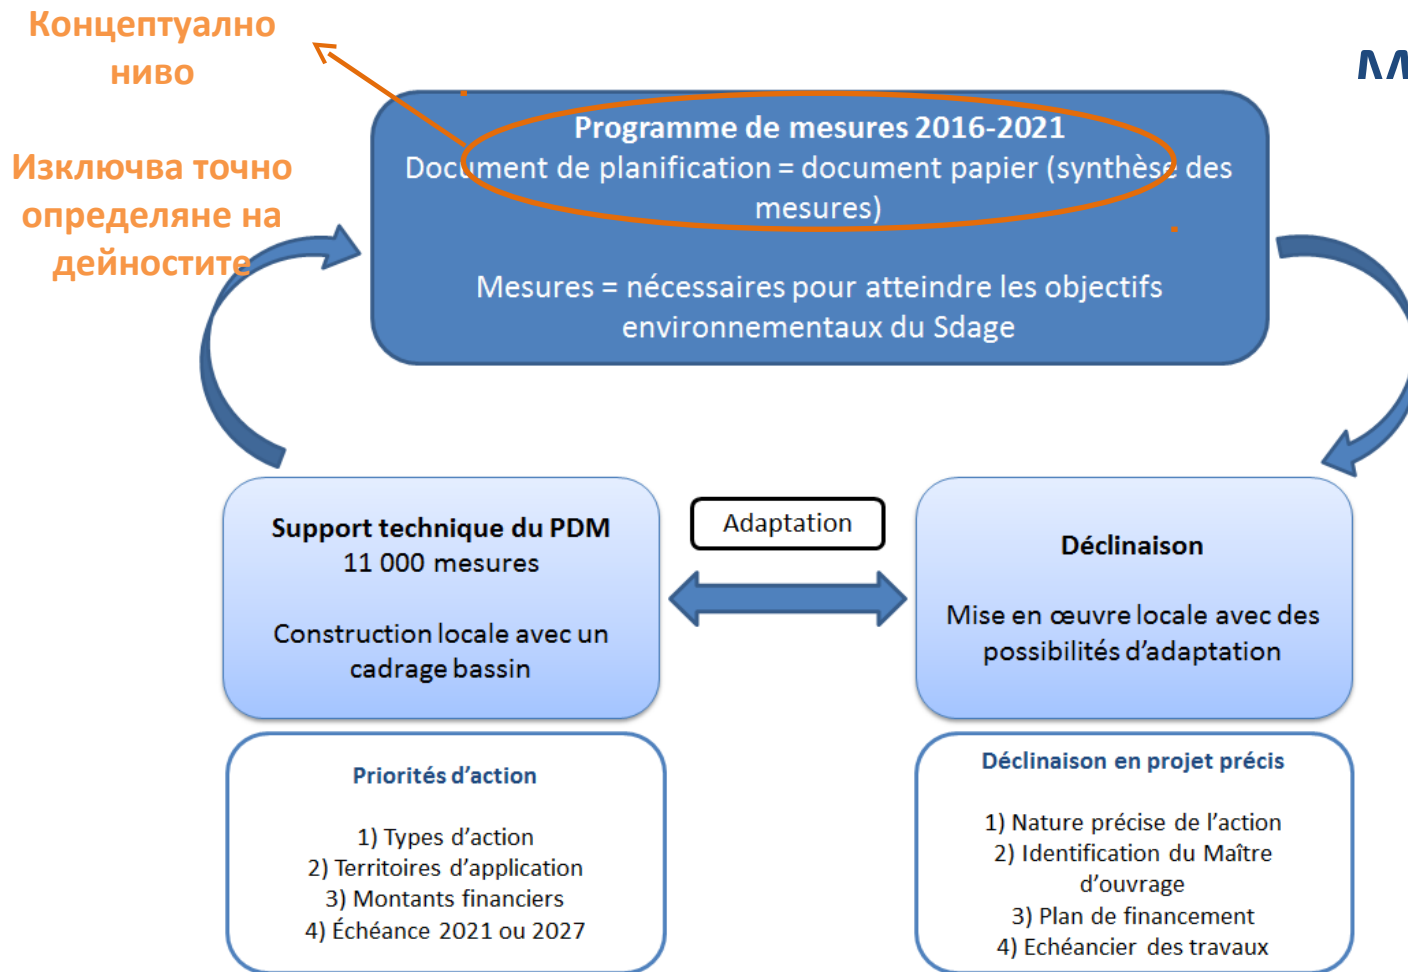 Концептуално
ниво
Изключва точно
определяне на
дейностите
Programme de mesures 2016-2021
Document de planification = document papier (synthèse des
mesures)
Mesures = nécessaires pour atteindre les objectifs
environnementaux du Sdage
Support technique du PDM
11 000 mesures
Construction locale avec un
cadrage bassin
Adaptation
Déclinaison
Mise en œuvre locale avec des
possibilités d’adaptation
Priorités d’action
1) Types d’action
2) Territoires d’application
3) Montants financiers
4) Échéance 2021 ou 2027
Déclinaison en projet précis
1) Nature précise de l’action
2) Identification du Maître
d’ouvrage
3) Plan de financement
4) Echéancier des travaux